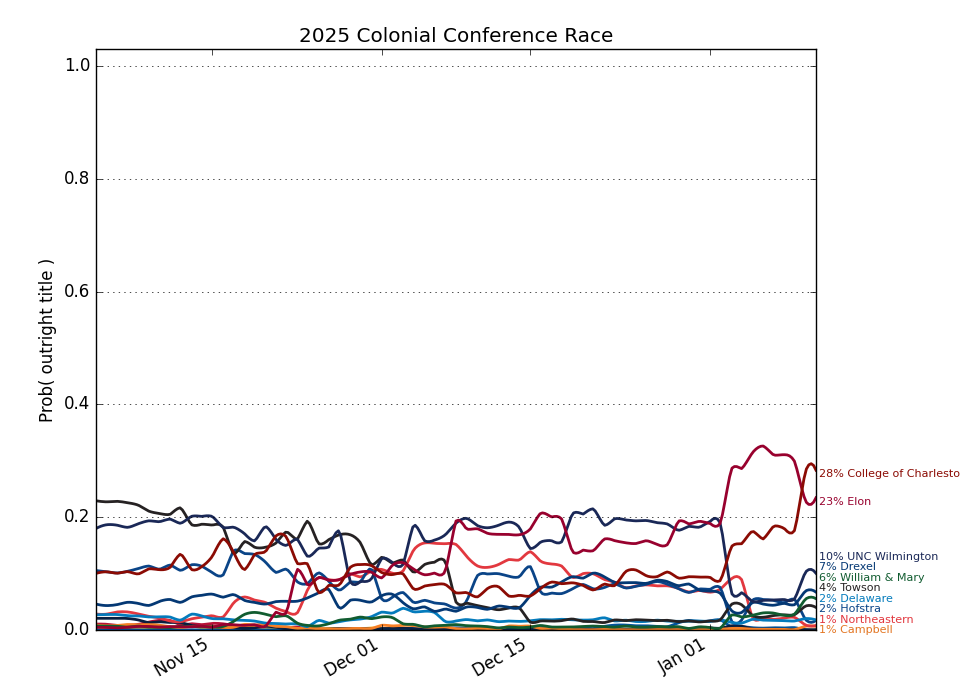 2025 Colonial Conference Race
Prob( outright title )
1.0
0.8
0.6
0.4
0.2
0.0
Nov 15
Dec 01
Dec 15
Jan 01
28% College of Charlesto
23% Elon
10% UNC Wilmington
7% Drexel
6% William & Mary
4% Towson
2% Delaware
2% Hofstra
1% Northeastern
1% Campbell